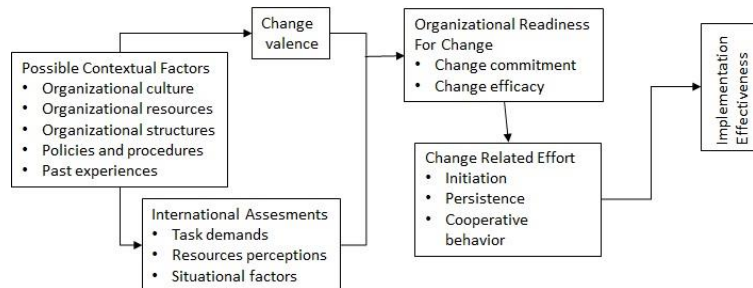 Change
valence
Possible Contextual Factors
• Organizational culture
• Organizational resources
• Organizational structures
• Policies and procedures
• Past experiences
International Assesments
• Task demands
• Resources perceptions
• Situational factors
Organizational Readiness
For Change
• Change commitment
• Change efficacy
Change Related Effort
• Initiation
• Persistence
• Cooperative
behavior
Implementation
Effectiveness